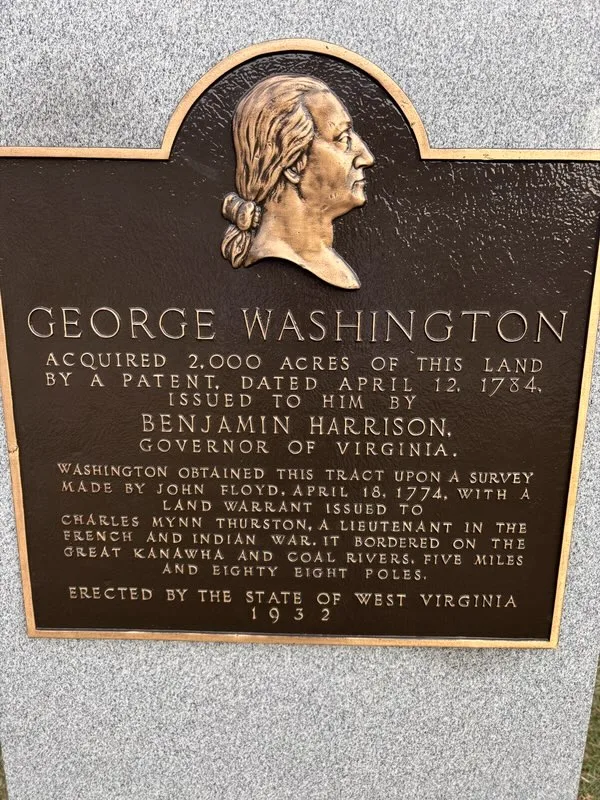 GEORGE WASHINGTON
ACQUIRED 2,000 ACRES OF THIS LAND
BY A PATENT, DATED APRIL 12, 1784,
ISSUED TO HIM BY
BENJAMIN HARRISON,
GOVERNOR OF VIRGINIA.
WASHINGTON OBTAINED THIS TRACT UPON A SURVEY
MADE BY JOHN FLOYD, APRIL 18, 1774, WITH A
LAND WARRANT ISSUED TO
CHARLES MYNN THURSTON, A LIEUTENANT IN THE
FRENCH AND INDIAN WAR. IT BORDERED ON THE
GREAT KANAWHA AND COAL RIVERS, FIVE MILES
AND EIGHTY EIGHT POLES.
ERECTED BY THE STATE OF WEST VIRGINIA
1932